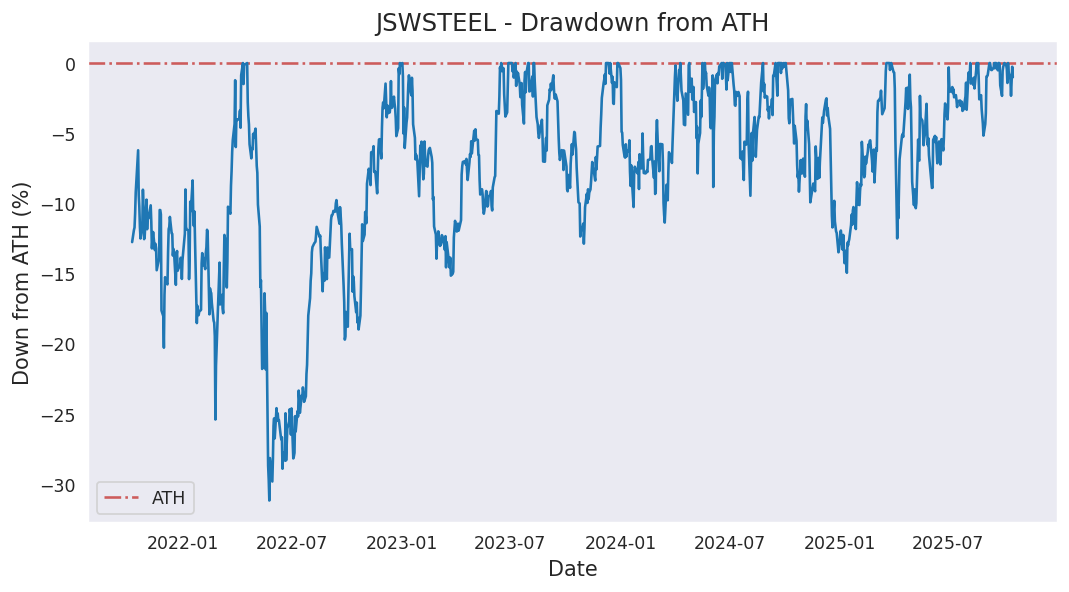 JSWSTEEL - Drawdown from ATH
Down from ATH (%)
0
−5
−10
−15
−20
−25
−30
ATH
2022-01 2022-07 2023-01 2023-07 2024-01 2024-07 2025-01 2025-07
Date